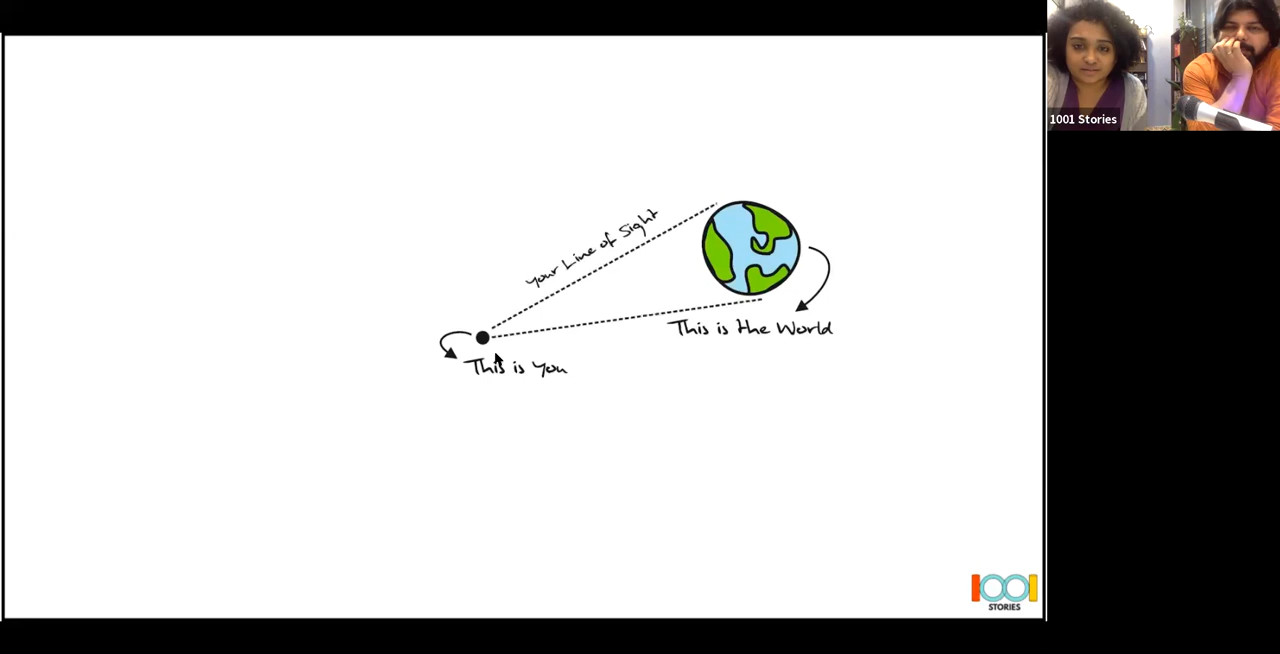 1001 Stories
your Line of Sight
This is the World
This is You
1001
STORIES